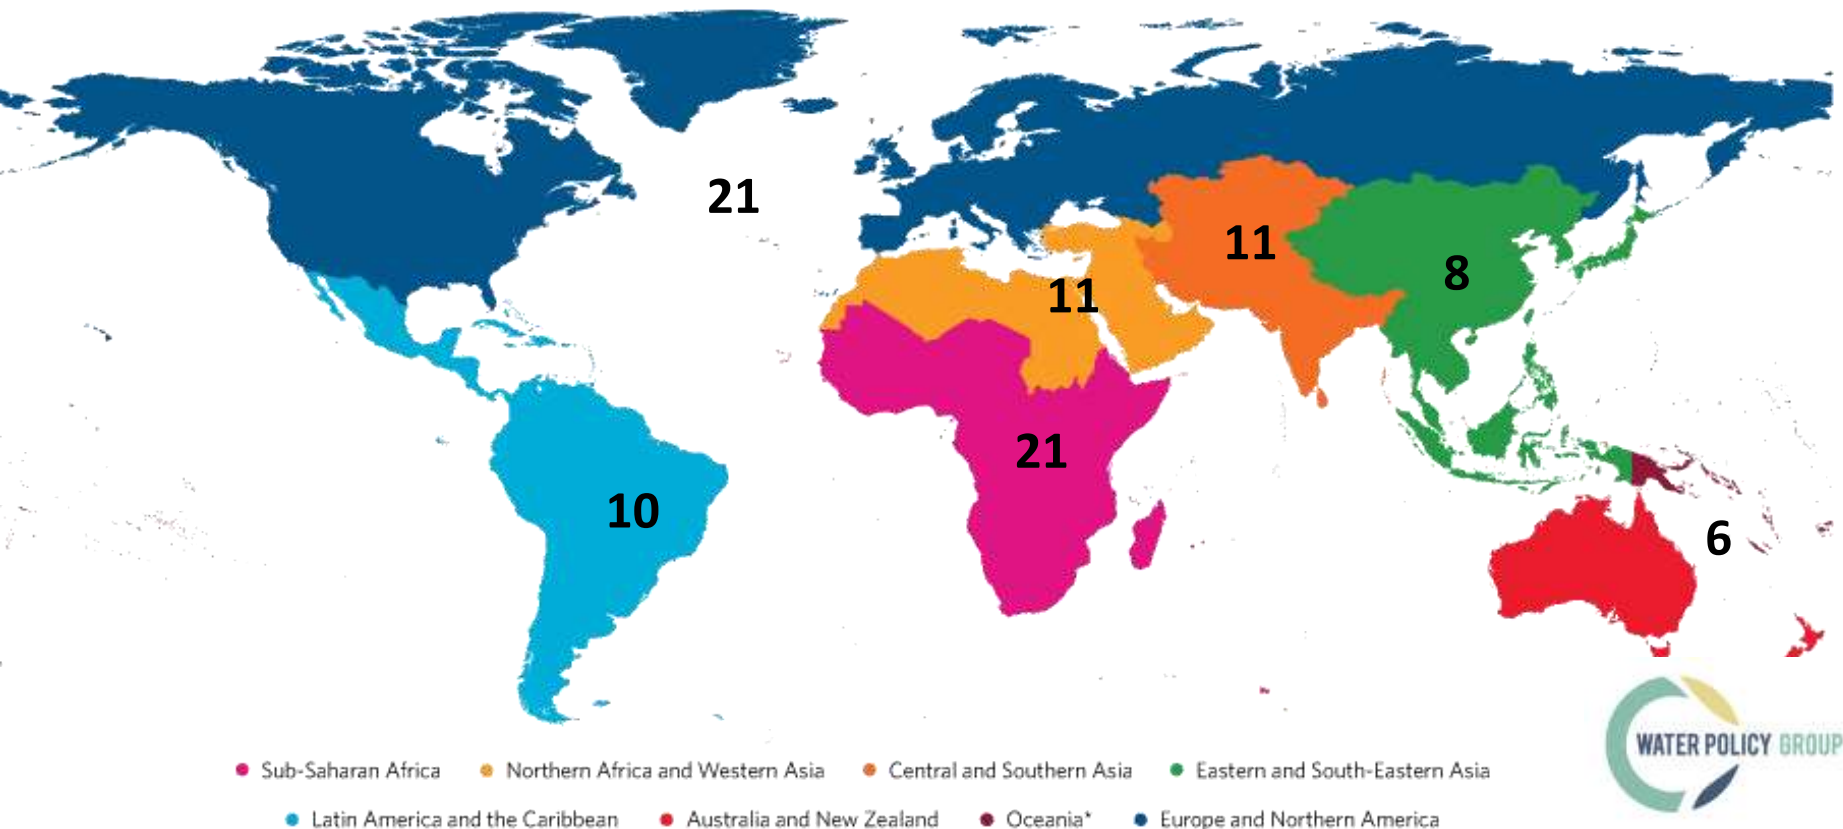 21
11
8
11
21
10
6
WATER POLICY GROUP
Sub-Saharan Africa Northern Africa and Western Asia Central and Southern Asia Eastern and South-Eastern Asia
Latin America and the Caribbean Australia and New Zealand Oceania* Europe and Northern America